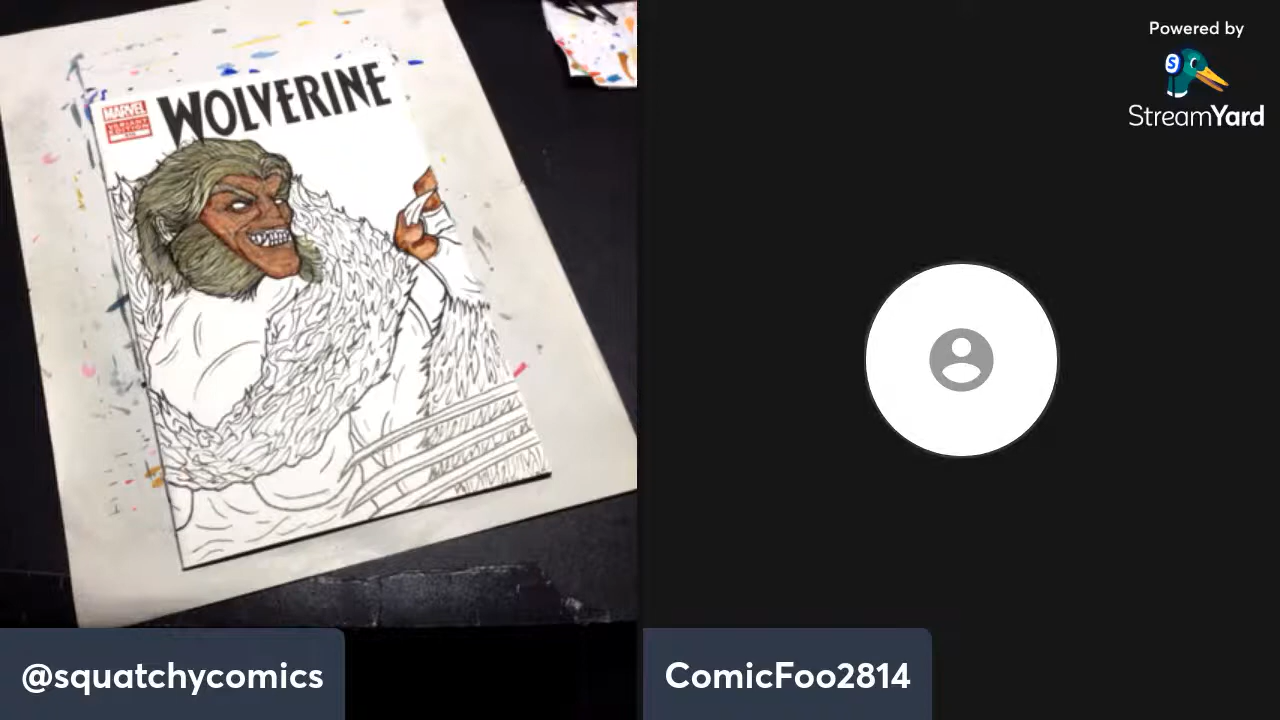 Powered by
S
StreamYard
WOLVERINE
MARVEL
VARIANT
EDITION
@squatchycomics
ComicFoo2814